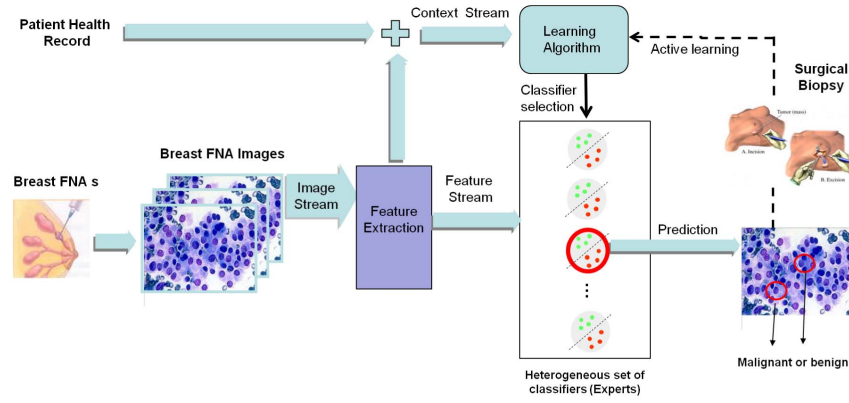 Patient Health
Record
Context Stream
Learning
Algorithm
Active learning
Surgical
Biopsy
Classifier
selection
Tumor (mass)
A. Incision
B. Excision
Breast FNA Images
Breast FNA s
Image
Stream
Feature
Extraction
Feature
Stream
Prediction
Malignant or benign
Heterogeneous set of
classifiers (Experts)